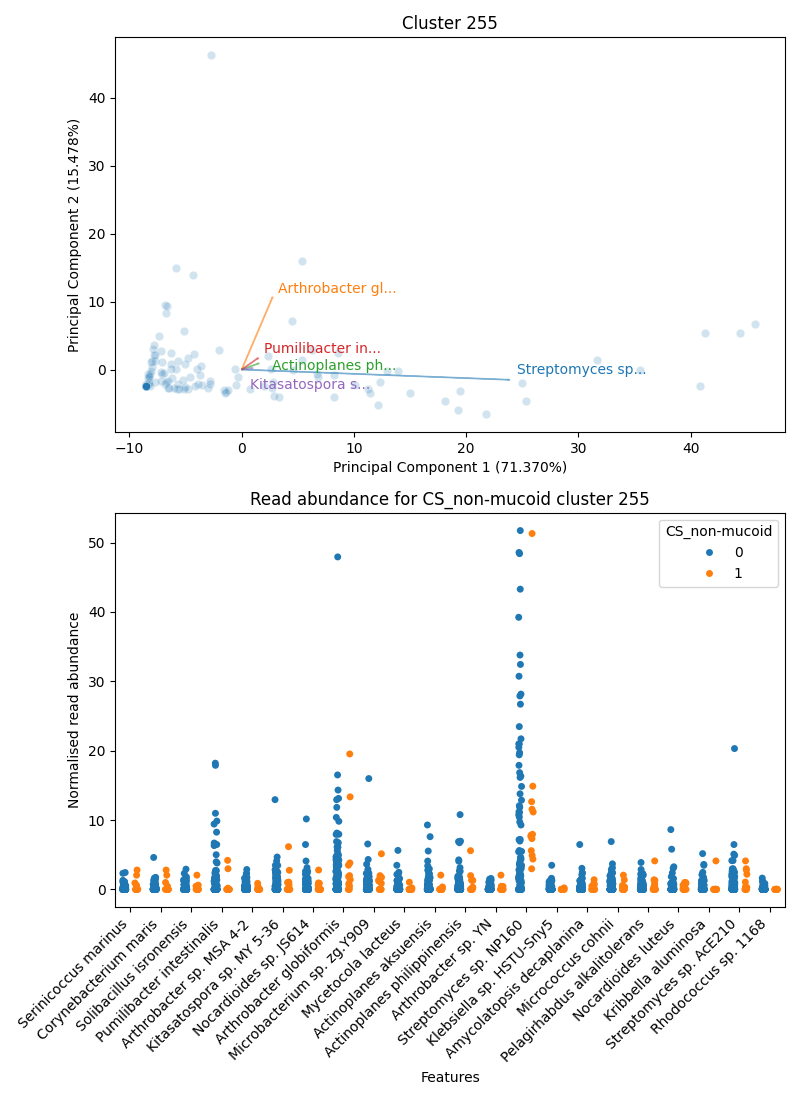 Cluster 255
Principal Component 2 (15.478%)
40
30
20
10
0
Arthrobacter gl...
Pumilibacter in...
Actinoplanes ph...
Kitasatospora s...
Streptomyces sp...
−10
0
10
20
30
40
Principal Component 1 (71.370%)
Read abundance for CS_non-mucoid cluster 255
Normalised read abundance
50
40
30
20
10
0
CS_non-mucoid
0
1
Serinicoccus marinus
Corynebacterium maris
Solibacillus isronensis
Pumilibacter intestinalis
Arthrobacter sp. MSA 4-2
Kitasatospora sp. MY 5-36
Nocardioides sp. JS614
Arthrobacter globiformis
Microbacterium sp. zg.Y909
Mycetocola lacteus
Actinoplanes aksuensis
Actinoplanes philippinensis
Arthrobacter sp. YN
Streptomyces sp. NP160
Klebsiella sp. HSTU-Sny5
Amycolatopsis decaplanina
Micrococcus cohnii
Pelagirhabdus alkalitolerans
Nocardioides luteus
Kribbella aluminosa
Streptomyces sp. AcE210
Rhodococcus sp. 1168
Features